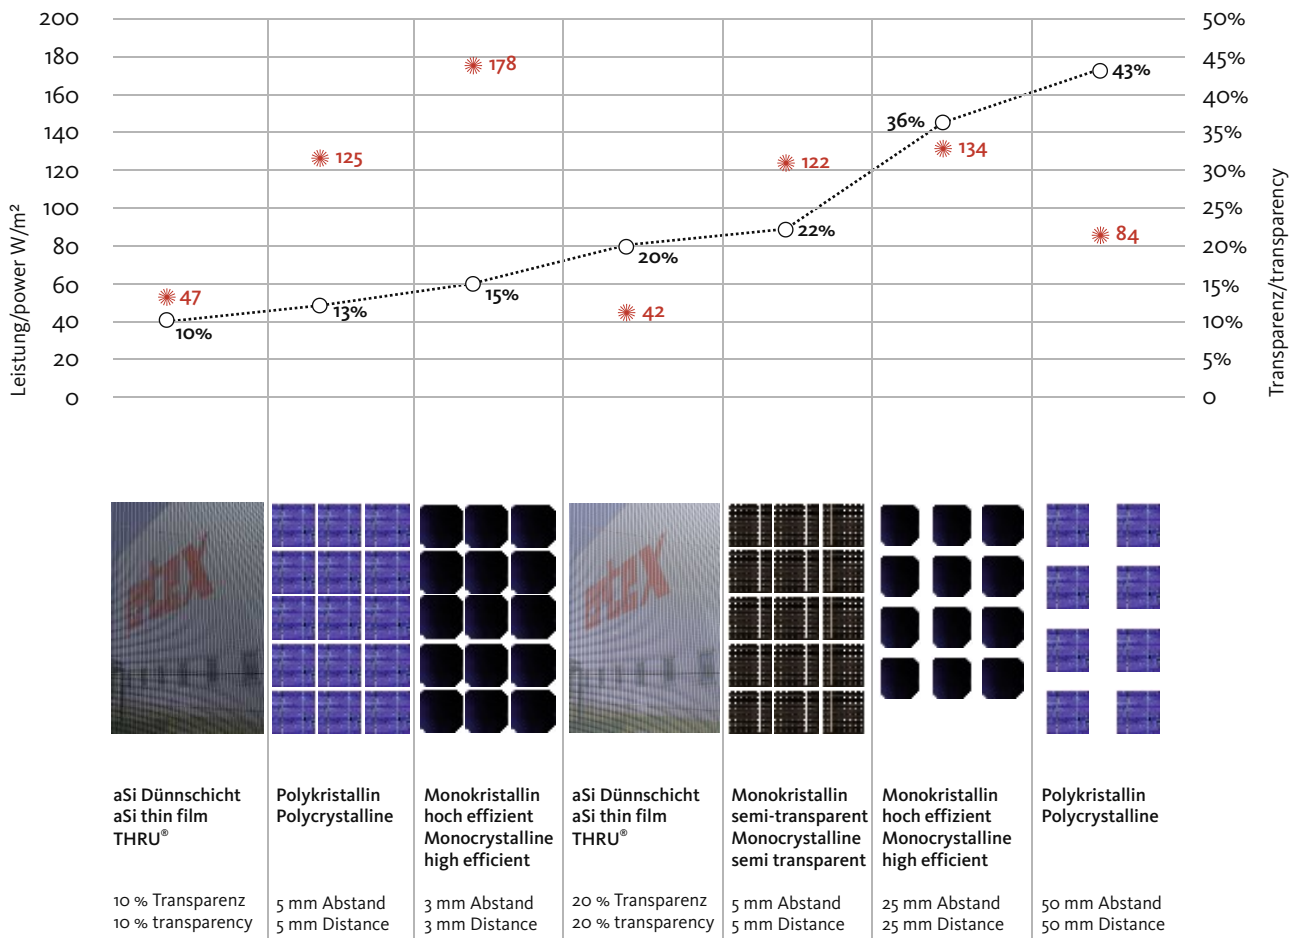 200
180
160
140
120
100
80
60
40
20
0
Leistung/power W/m²
50%
45%
40%
35%
30%
25%
20%
15%
10%
5%
0
Transparenz/transparency
47
125
178
42
122
134
84
10%
13%
15%
20%
22%
36%
43%
aSi Dünnschicht
aSi thin film
THRU®
10 % Transparenz
10 % transparency
Polykristallin
Polycrystalline
5 mm Abstand
5 mm Distance
Monokristallin
hoch effizient
Monocrystalline
high efficient
3 mm Abstand
3 mm Distance
aSi Dünnschicht
aSi thin film
THRU®
20 % Transparenz
20 % transparency
Monokristallin
semi-transparent
Monocrystalline
semi transparent
5 mm Abstand
5 mm Distance
Monokristallin
hoch effizient
Monocrystalline
high efficient
25 mm Abstand
25 mm Distance
Polykristallin
Polycrystalline
50 mm Abstand
50 mm Distance